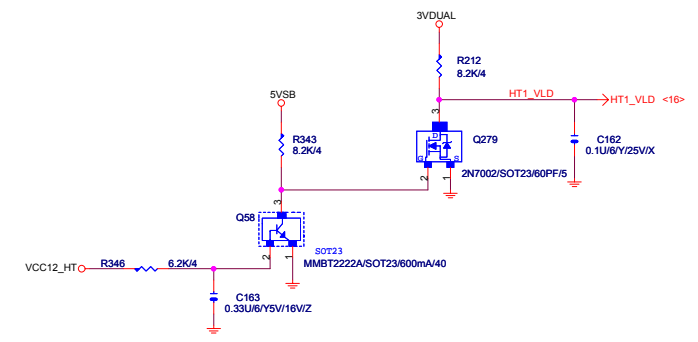 3VDUAL
R212
8.2K/4
HT1_VLD
HT1_VLD <16>
5VSB
3
R343
8.2K/4
D
Q279
C162
0.1U/6/Y/25V/X
G
S
2
1
2N7002/SOT23/60PF/5
3
Q58
SOT23
2
1
MMBT2222A/SOT23/600mA/40
VCC12_HT
R346
6.2K/4
C163
0.33U/6/Y5V/16V/Z